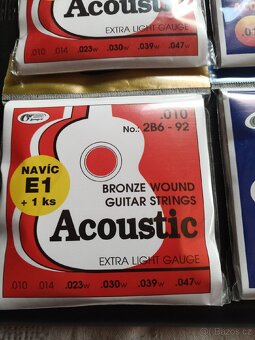 Acoustic
EXTRA LIGHT GAUGE
.010 .014 .023w .030w .039w .047w
.010
No.: 2B6 - 92
NAVÍC
E1
+ 1 ks
BRONZE WOUND
GUITAR STRINGS
Acoustic
EXTRA LIGHT GAUGE
.010 .014 .023w .030w .039w .047w